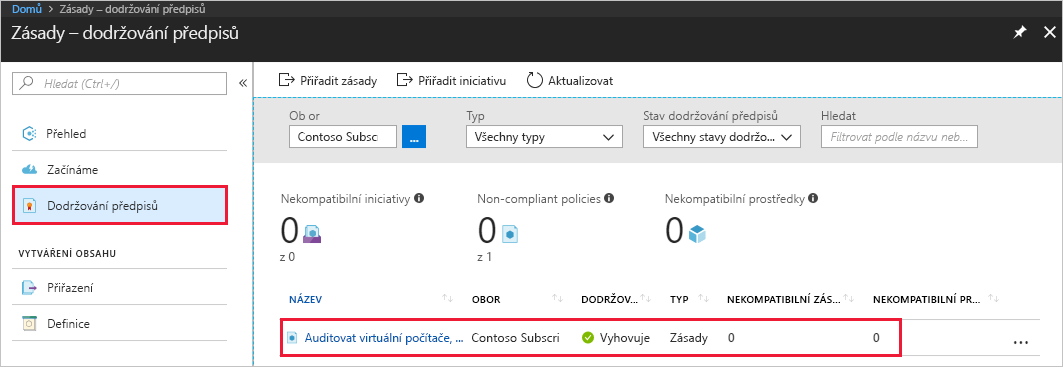 Domů > Zásady – dodržování předpisů
Zásady – dodržování předpisů
Hledat (Ctrl+/)
Přehled
Začínáme
Dodržování předpisů
VYTVÁŘENÍ OBSAHU
Přiřazení
Definice
Přiřadit zásady
Přiřadit iniciativu
Aktualizovat
Ob or
Typ
Stav dodržování předpisů
Hledat
Contoso Subscri
...
Všechny typy
Všechny stavy dodržo...
Filtrovat podle názvu neb...
Nekompatibilní iniciativy
Non-compliant policies
Nekompatibilní prostředky
0
0
0
z 0
z 1
NÁZEV
OBOR
DODRŽOV...
TYP
NEKOMPATIBILNÍ ZÁS...
NEKOMPATIBILNÍ PR...
Auditovat virtuální počítače, ...
Contoso Subscri
Vyhovuje
Zásady
0
0
...